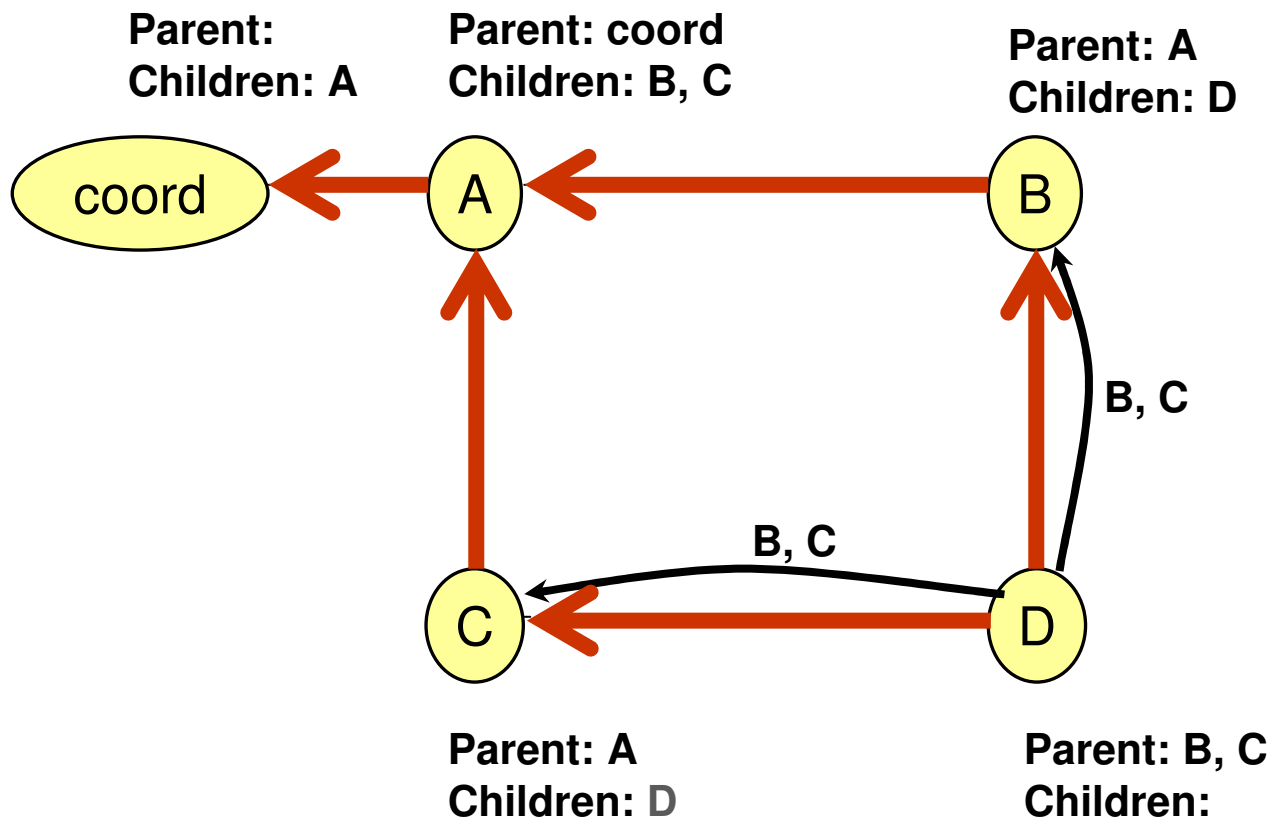 Parent:
Children: A
Parent: coord
Children: B, C
Parent: A
Children: D
coord
A
B
B, C
B, C
C
D
Parent: A
Children: D
Parent: B, C
Children: